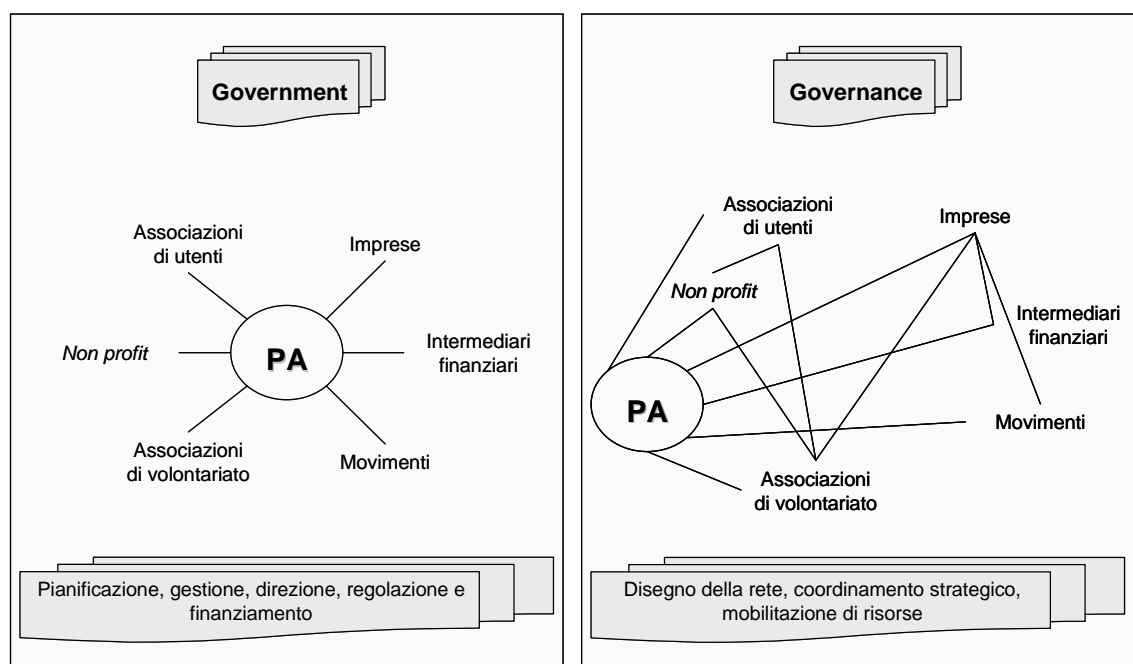 Government
Associazioni
di utenti
Imprese
Non profit
PA
Intermediari
finanziari
Associazioni
di volontariato
Movimenti
Pianificazione, gestione, direzione, regolazione e
finanziamento
Governance
Associazioni
di utenti
Imprese
Non profit
Intermediari
finanziari
PA
Movimenti
Associazioni
di volontariato
Disegno della rete, coordinamento strategico,
mobilitazione di risorse